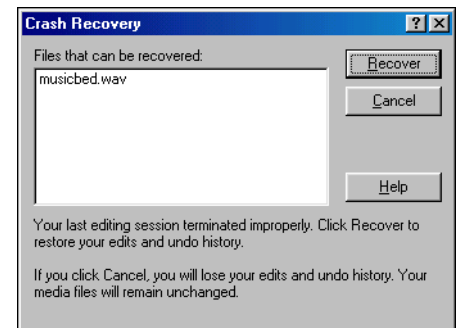 Crash Recovery
Files that can be recovered:
musicbed.wav
Recover
Cancel
Help
Your last editing session terminated improperly. Click Recover to
restore your edits and undo history.
If you click Cancel, you will lose your edits and undo history. Your
media files will remain unchanged.